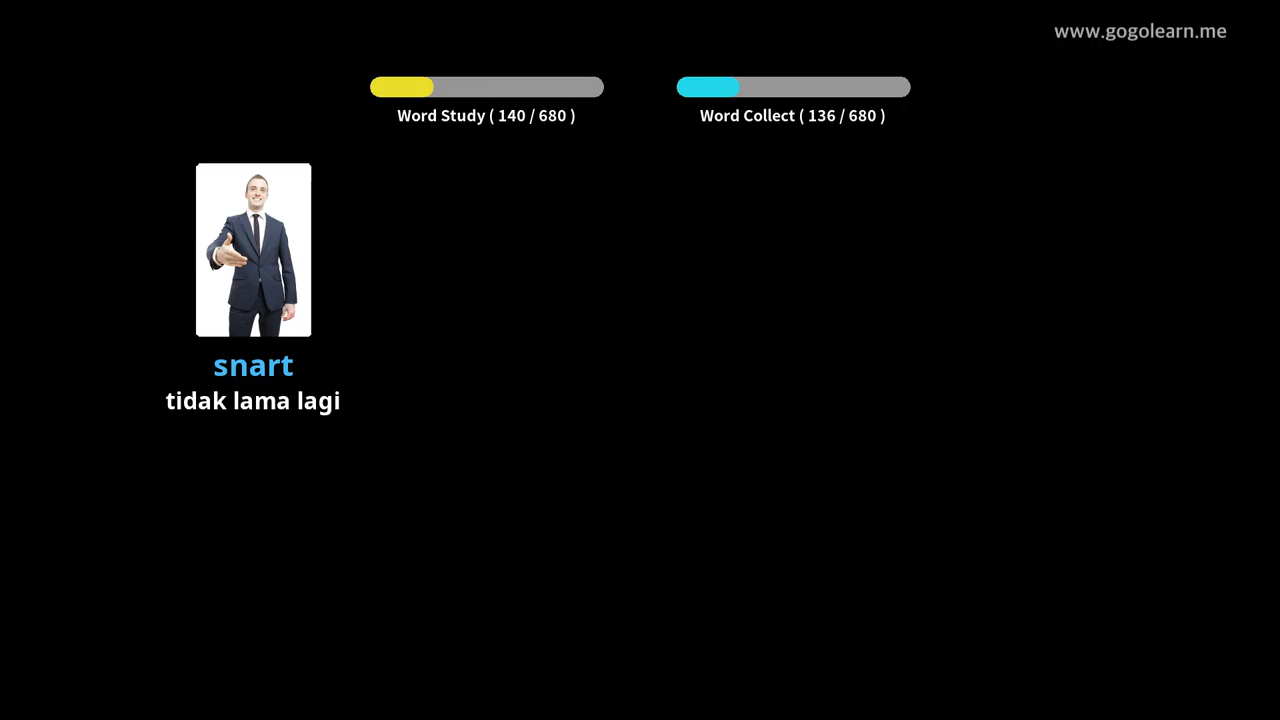 www.gogolearn.me
Word Study ( 140 / 680 )
Word Collect ( 136 / 680 )
snart
tidak lama lagi